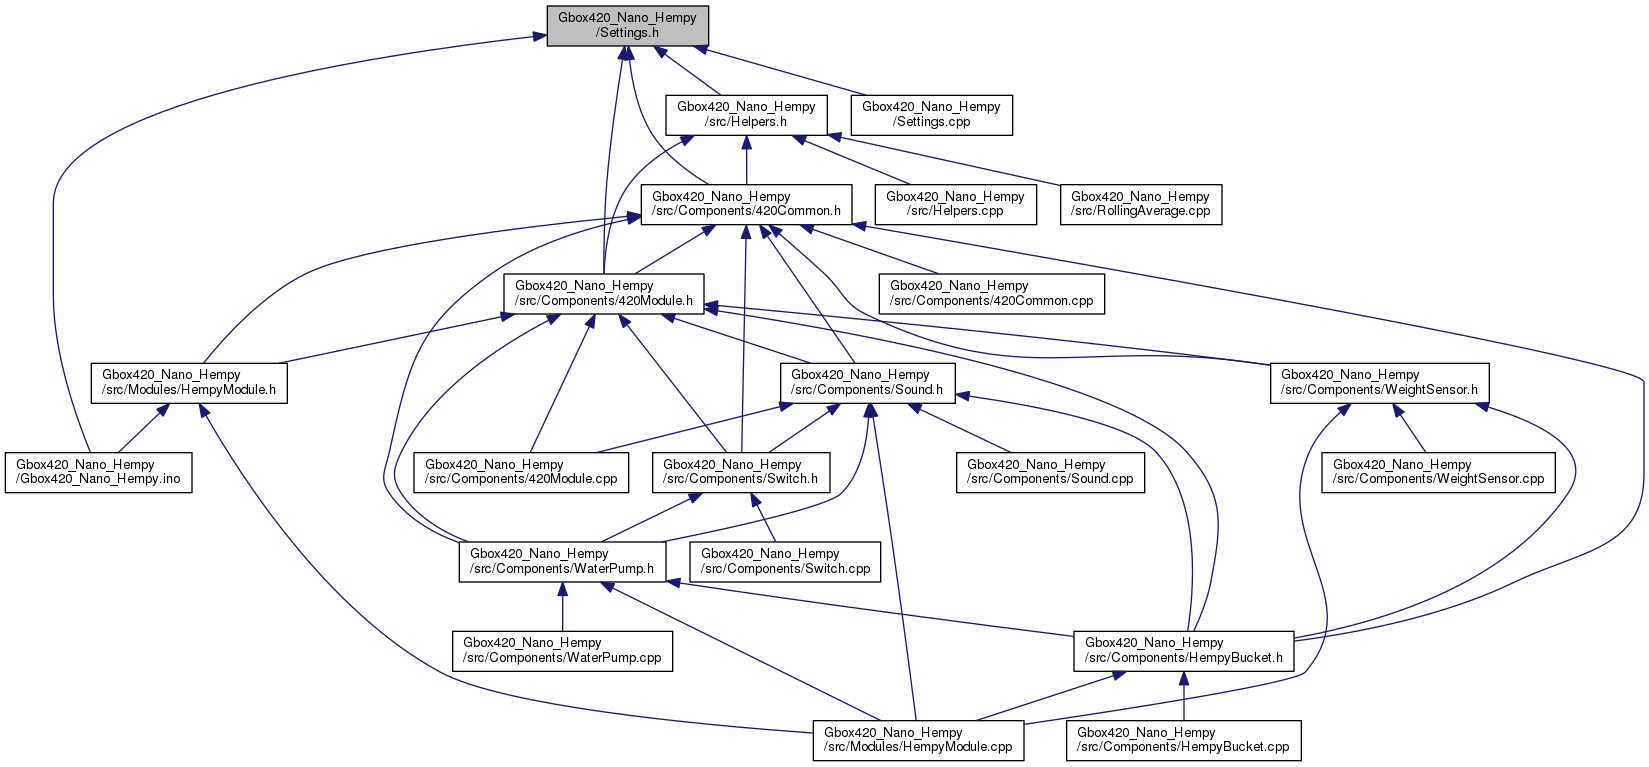 Gbox420_Nano_Hempy
/Settings.h
Gbox420_Nano_Hempy
/src/Helpers.h
Gbox420_Nano_Hempy
/Settings.cpp
Gbox420_Nano_Hempy
/src/Components/420Common.h
Gbox420_Nano_Hempy
/src/Helpers.cpp
Gbox420_Nano_Hempy
/src/RollingAverage.cpp
Gbox420_Nano_Hempy
/src/Components/420Module.h
Gbox420_Nano_Hempy
/src/Components/420Common.cpp
Gbox420_Nano_Hempy
/src/Modules/HempyModule.h
Gbox420_Nano_Hempy
/src/Components/Sound.h
Gbox420_Nano_Hempy
/src/Components/WeightSensor.h
Gbox420_Nano_Hempy
/Gbox420_Nano_Hempy.ino
Gbox420_Nano_Hempy
/src/Components/420Module.cpp
Gbox420_Nano_Hempy
/src/Components/Switch.h
Gbox420_Nano_Hempy
/src/Components/Sound.cpp
Gbox420_Nano_Hempy
/src/Components/WeightSensor.cpp
Gbox420_Nano_Hempy
/src/Components/WaterPump.h
Gbox420_Nano_Hempy
/src/Components/Switch.cpp
Gbox420_Nano_Hempy
/src/Components/WaterPump.cpp
Gbox420_Nano_Hempy
/src/Components/HempyBucket.h
Gbox420_Nano_Hempy
/src/Modules/HempyModule.cpp
Gbox420_Nano_Hempy
/src/Components/HempyBucket.cpp